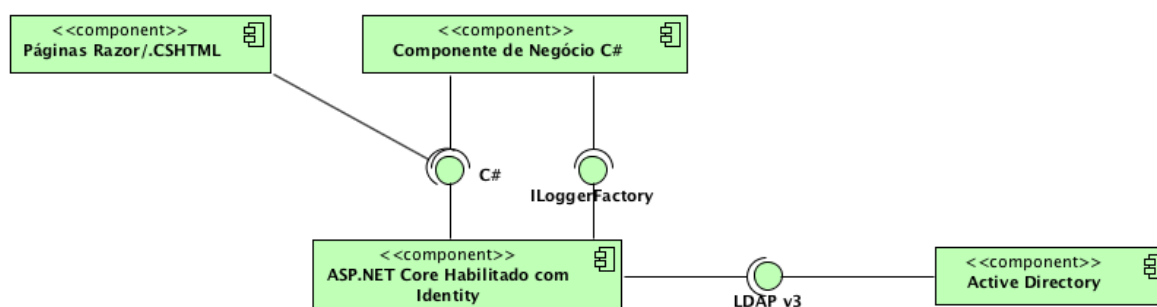 <<component>>
Páginas Razor/.CSHTML
<<component>>
Componente de Negócio C#
C#
ILoggerFactory
<<component>>
ASP.NET Core Habilitado com
Identity
LDAP v3
<<component>>
Active Directory